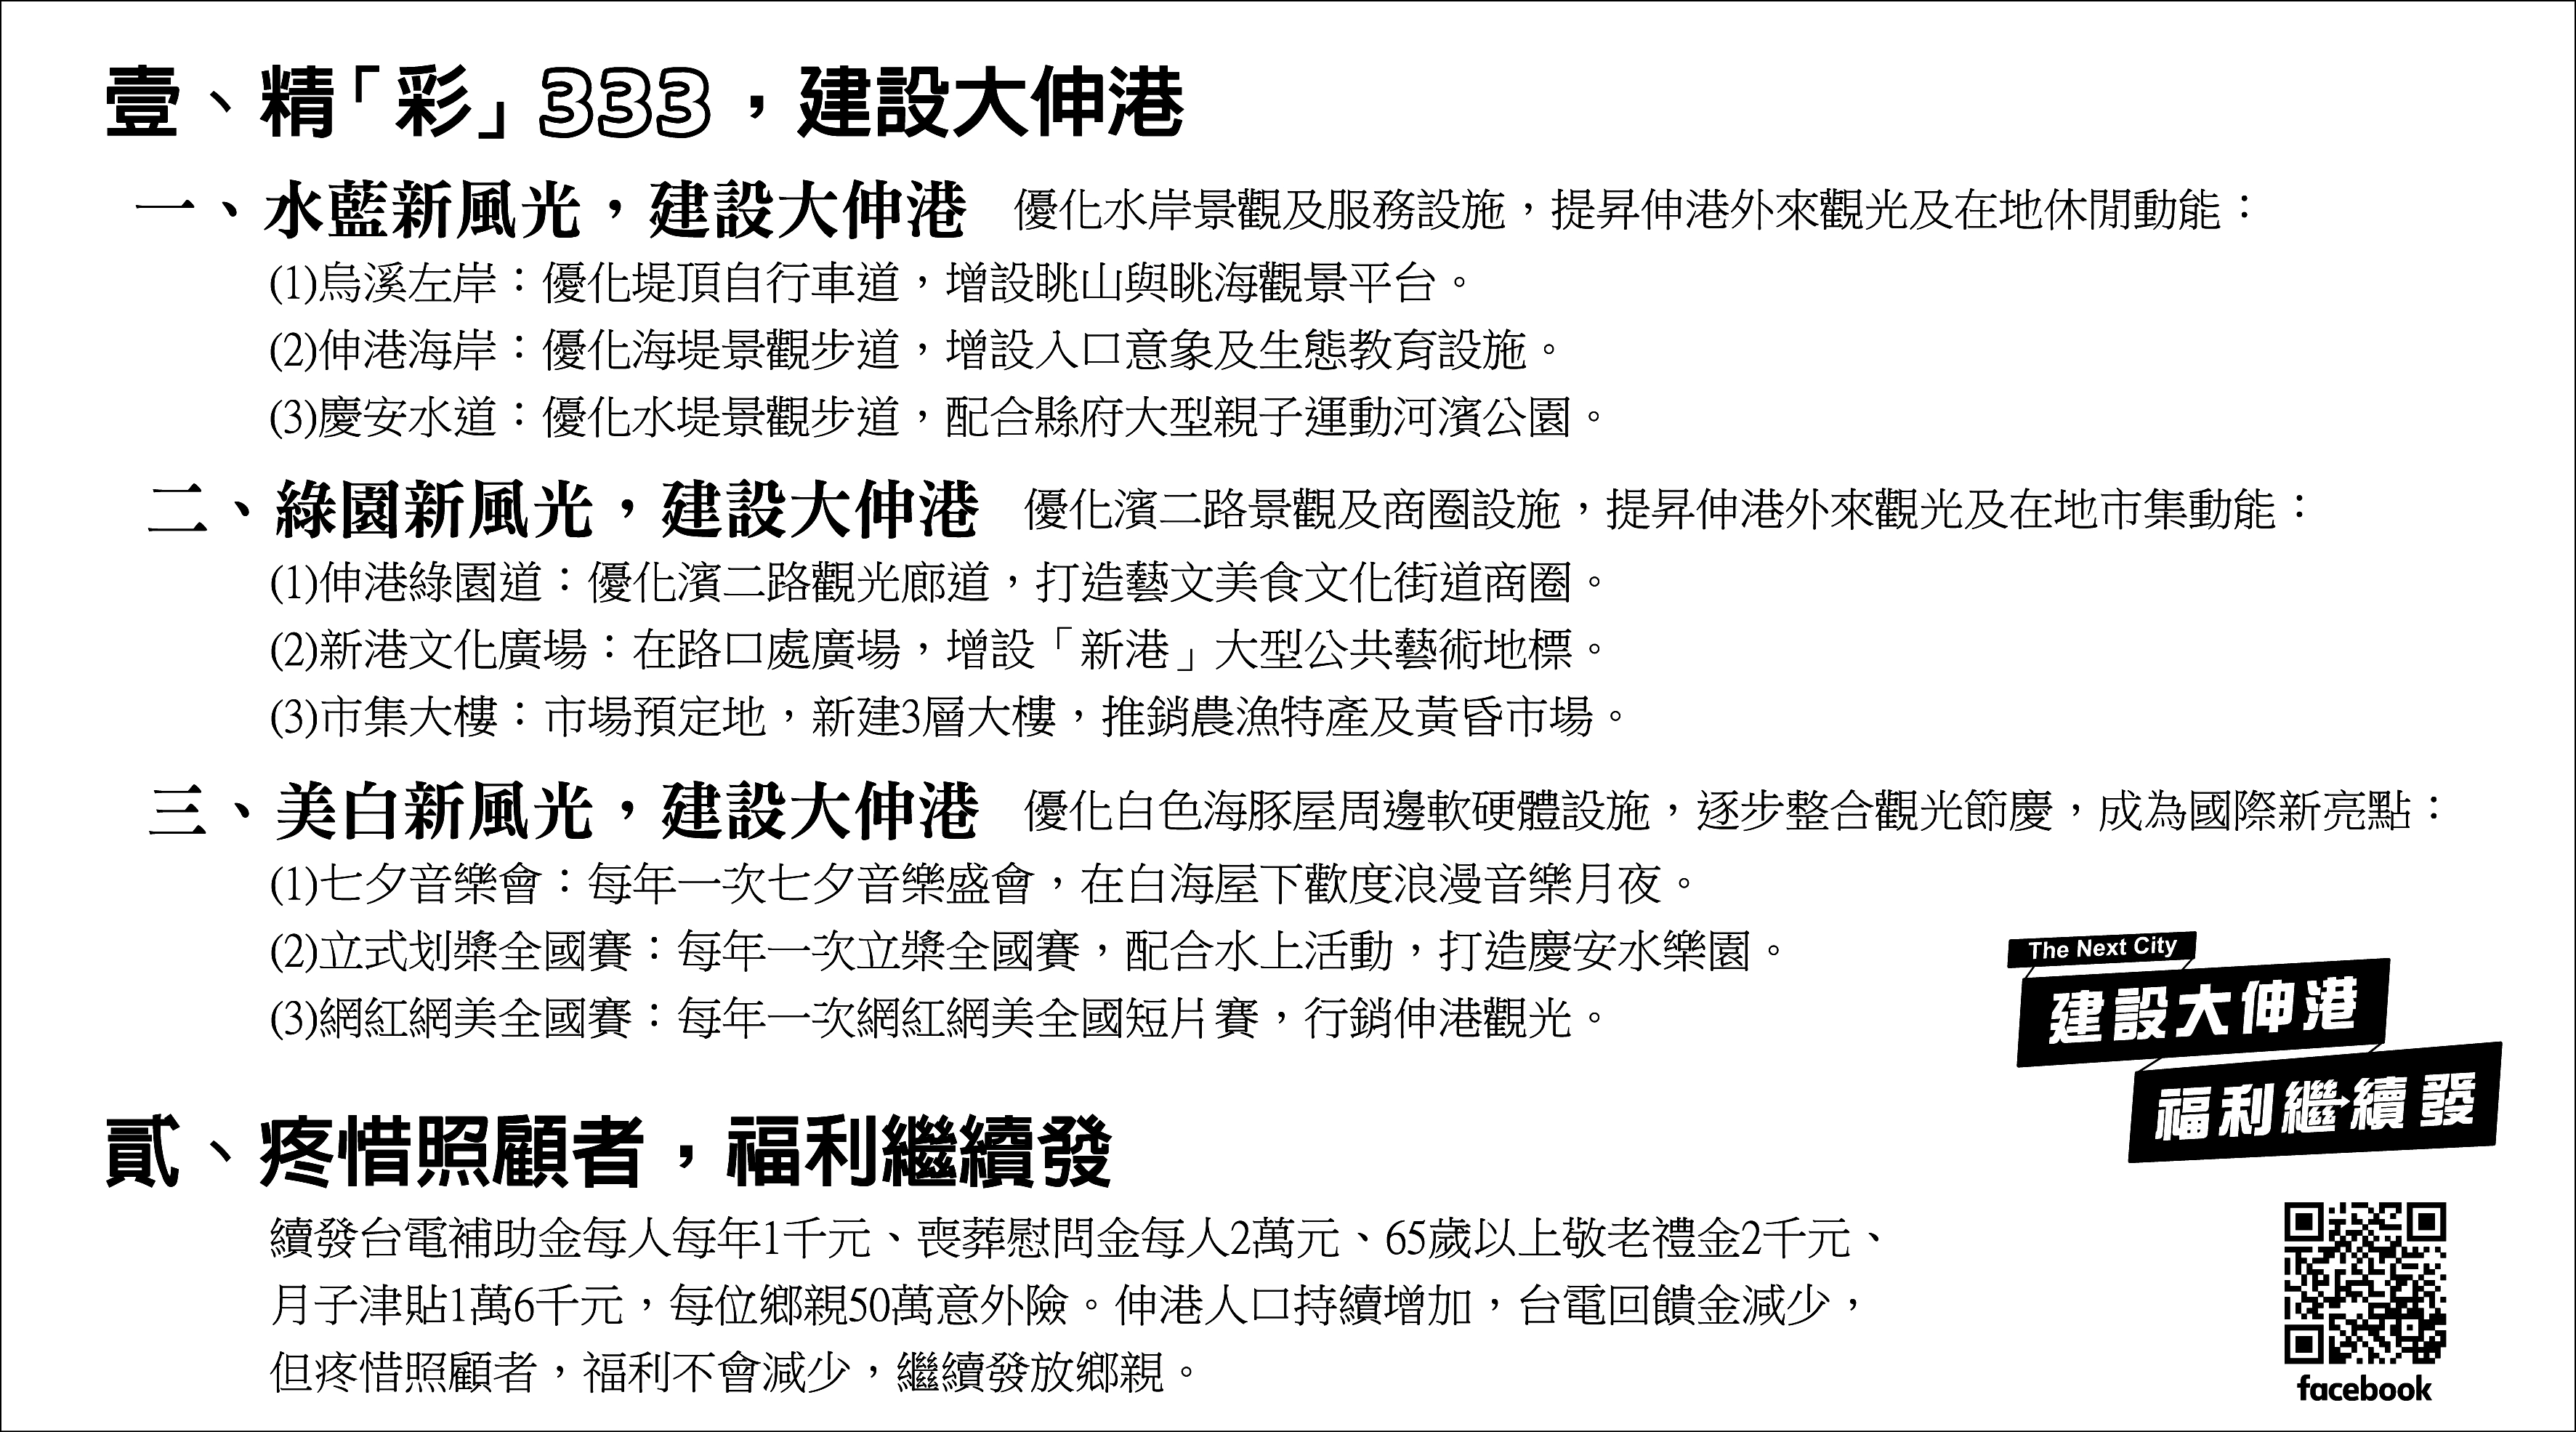 壹、精「彩」333，建設大伸港
一、水藍新風光，建設大伸港　優化水岸景觀及服務設施，提昇伸港外來觀光及在地休閒動能：
(1)烏溪左岸：優化堤頂自行車道，增設眺山與眺海觀景平台。
(2)伸港海岸：優化海堤景觀步道，增設入口意象及生態教育設施。
(3)慶安水道：優化水堤景觀步道，配合縣府大型親子運動河濱公園。
二、綠園新風光，建設大伸港　優化濱二路景觀及商圈設施，提昇伸港外來觀光及在地市集動能：
(1)伸港綠園道：優化濱二路觀光廊道，打造藝文美食文化街道商圈。
(2)新港文化廣場：在路口處廣場，增設「新港」大型公共藝術地標。
(3)市集大樓：市場預定地，新建3層大樓，推銷農漁特產及黃昏市場。
三、美白新風光，建設大伸港　優化白色海豚屋周邊軟硬體設施，逐步整合觀光節慶，成為國際新亮點：
(1)七夕音樂會：每年一次七夕音樂盛會，在白海屋下歡度浪漫音樂月夜。
(2)立式划槳全國賽：每年一次立槳全國賽，配合水上活動，打造慶安水樂園。
(3)網紅網美全國賽：每年一次網紅網美全國短片賽，行銷伸港觀光。
The Next City
建設大伸港
福利繼續發
貳、疼惜照顧者，福利繼續發
續發台電補助金每人每年1千元、喪葬慰問金每人2萬元、65歲以上敬老禮金2千元、
月子津貼1萬6千元，每位鄉親50萬意外險。伸港人口持續增加，台電回饋金減少，
但疼惜照顧者，福利不會減少，繼續發放鄉親。
facebook